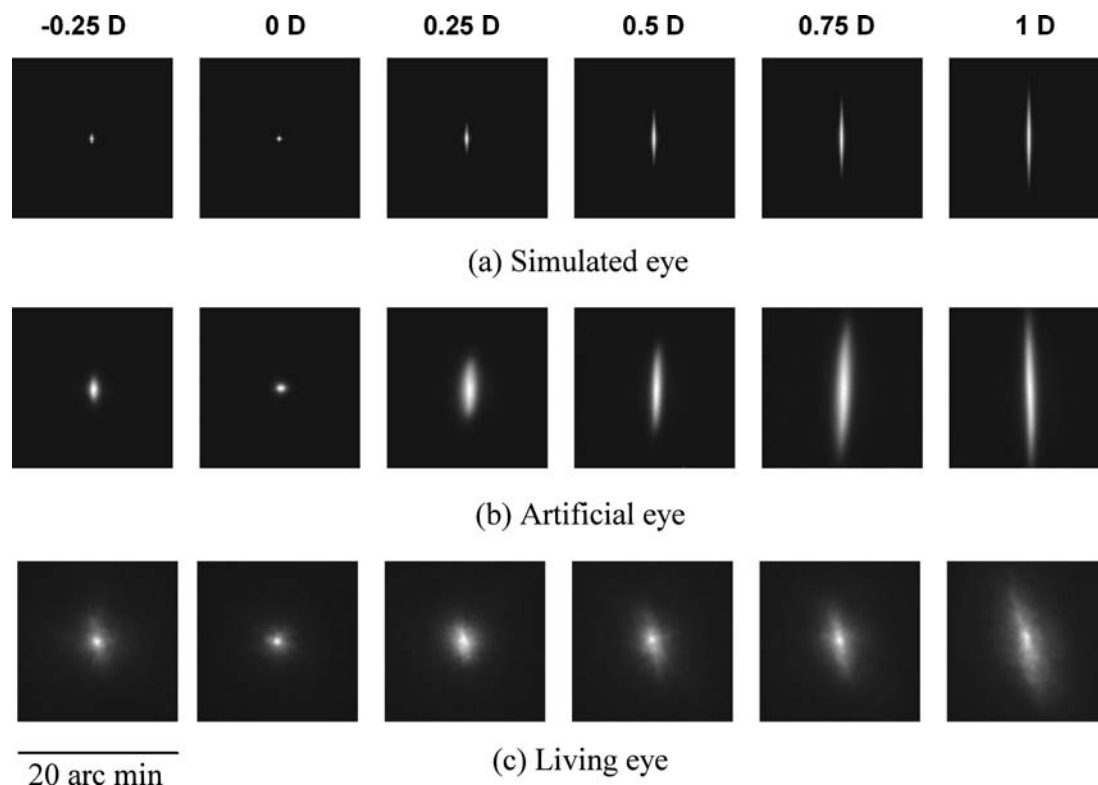 -0.25 D 0 D 0.25 D 0.5 D 0.75 D 1 D
(a) Simulated eye
(b) Artificial eye
(c) Living eye
20 arc min